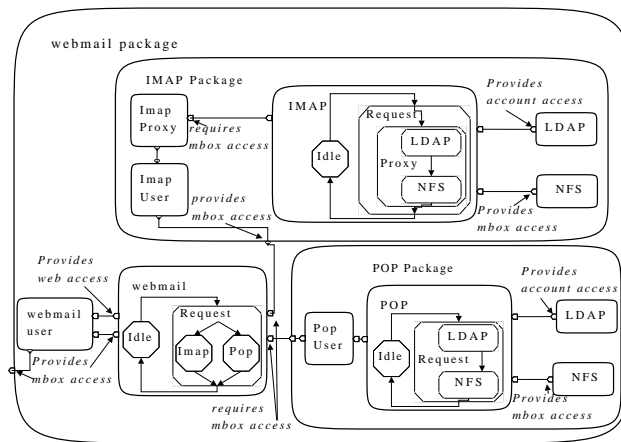 webmail package
IMAP Package
Provides
account access
Imap
Proxy
requires
mbox access
IMAP
Request
LDAP
LDAP
Idle
Proxy
NFS
NFS
Imap
User
provides
mbox access
Provides
mbox access
Provides
web access
webmail
POP Package
Provides
account access
webmail
user
Request
Idle
Imap
Pop
Pop
User
POP
LDAP
LDAP
Idle
Request
NFS
NFS
Provides
mbox access
requires
mbox access
Provides
mbox access